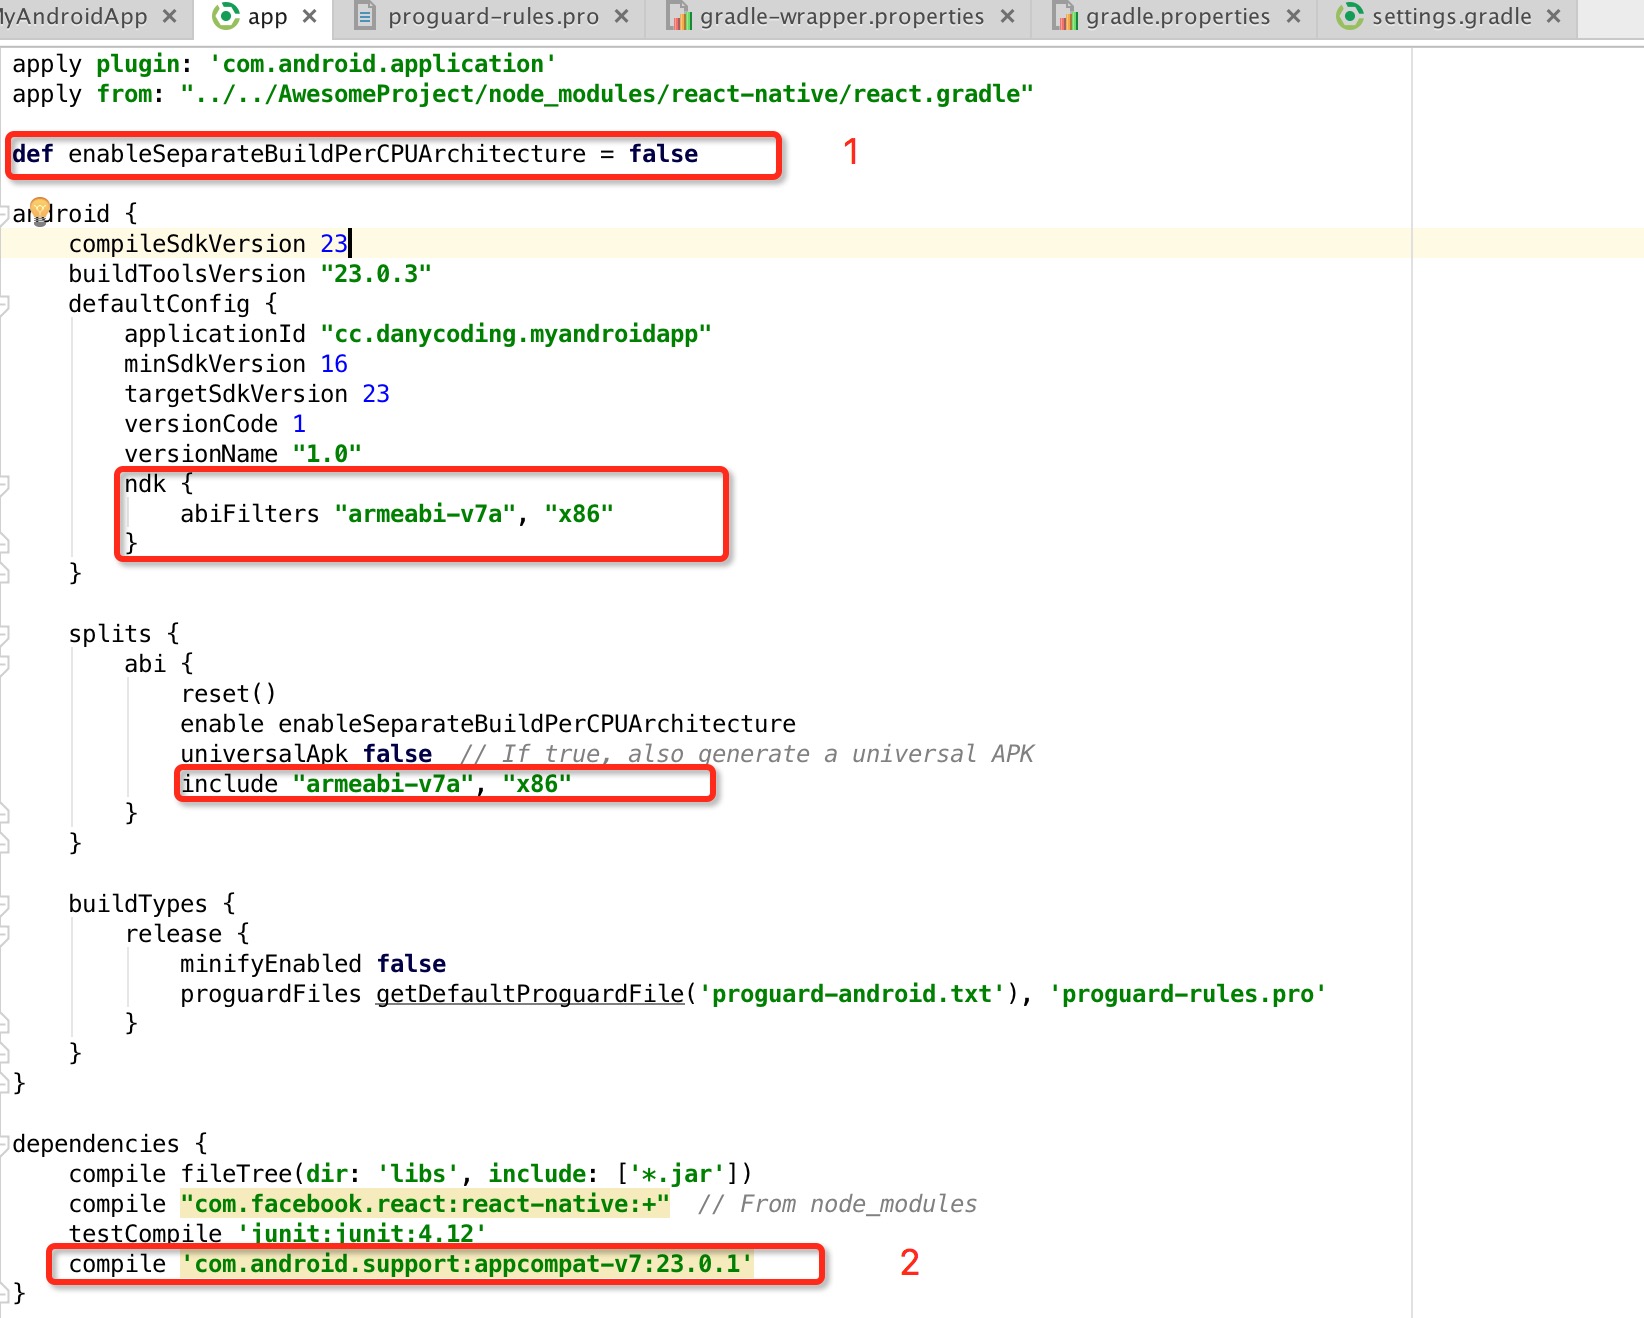 MyAndroidApp app proguard-rules.pro gradle-wrapper.properties gradle.properties settings.gradle
apply plugin: 'com.android.application'
apply from: "../../AwesomeProject/node_modules/react-native/react.gradle"
def enableSeparateBuildPerCPUArchitecture = false 1
android {
compileSdkVersion 23
buildToolsVersion "23.0.3"
defaultConfig {
applicationId "cc.danycoding.myandroidapp"
minSdkVersion 16
targetSdkVersion 23
versionCode 1
versionName "1.0"
ndk {
abiFilters "armeabi-v7a", "x86"
}
}
splits {
abi {
reset()
enable enableSeparateBuildPerCPUArchitecture
universalApk false // If true, also generate a universal APK
include "armeabi-v7a", "x86"
}
}
buildTypes {
release {
minifyEnabled false
proguardFiles getDefaultProguardFile('proguard-android.txt'), 'proguard-rules.pro'
}
}
}
dependencies {
compile fileTree(dir: 'libs', include: ['*.jar'])
compile "com.facebook.react:react-native:+" // From node_modules
testCompile 'junit:junit:4.12'
compile 'com.android.support:appcompat-v7:23.0.1' 2
}